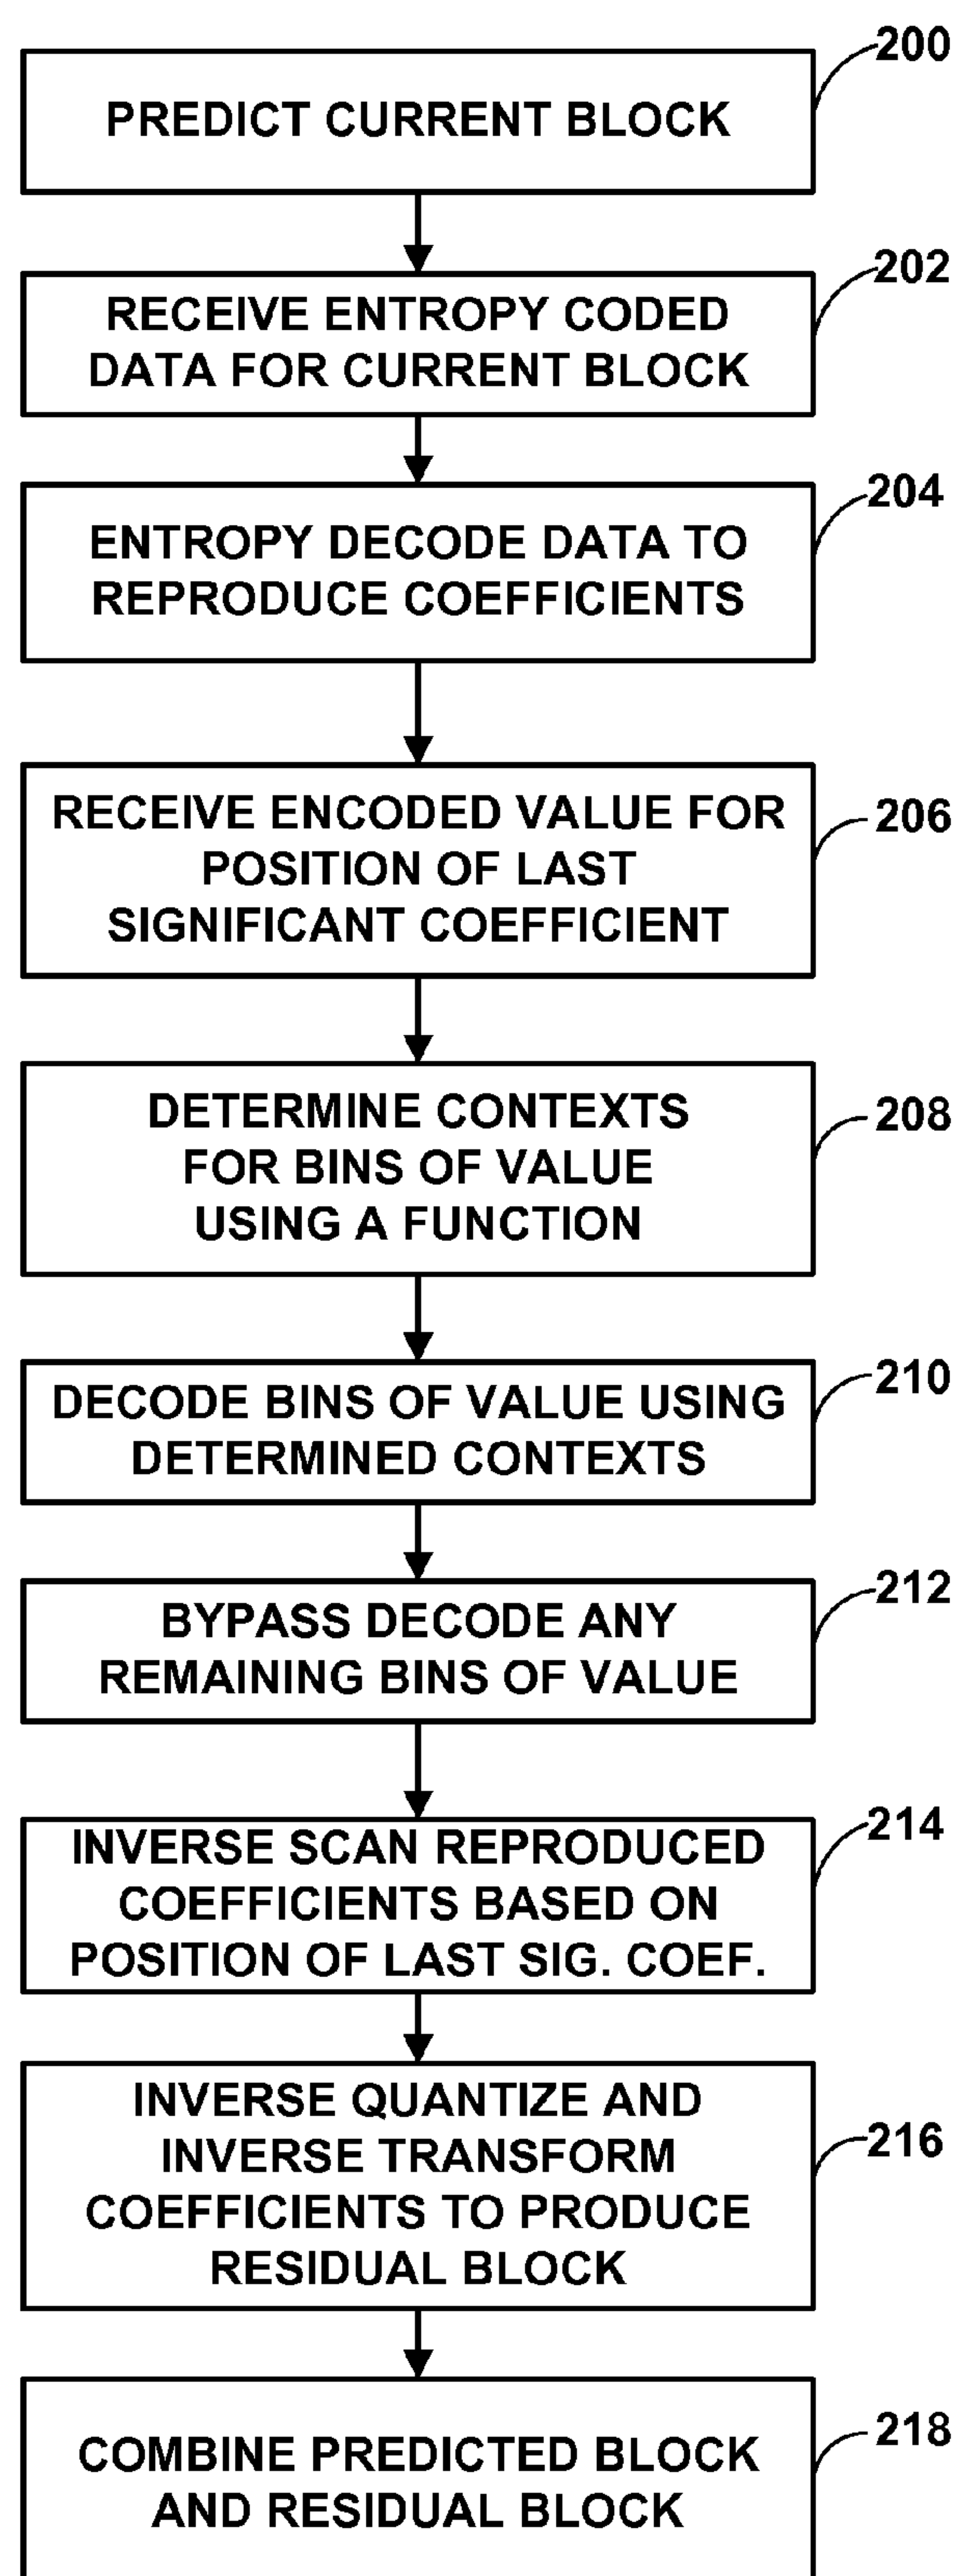 200
PREDICT CURRENT BLOCK
202
RECEIVE ENTROPY CODED
DATA FOR CURRENT BLOCK
204
ENTROPY DECODE DATA TO
REPRODUCE COEFFICIENTS
206
RECEIVE ENCODED VALUE FOR
POSITION OF LAST
SIGNIFICANT COEFFICIENT
208
DETERMINE CONTEXTS
FOR BINS OF VALUE
USING A FUNCTION
210
DECODE BINS OF VALUE USING
DETERMINED CONTEXTS
212
BYPASS DECODE ANY
REMAINING BINS OF VALUE
214
INVERSE SCAN REPRODUCED
COEFFICIENTS BASED ON
POSITION OF LAST SIG. COEF.
216
INVERSE QUANTIZE AND
INVERSE TRANSFORM
COEFFICIENTS TO PRODUCE
RESIDUAL BLOCK
218
COMBINE PREDICTED BLOCK
AND RESIDUAL BLOCK